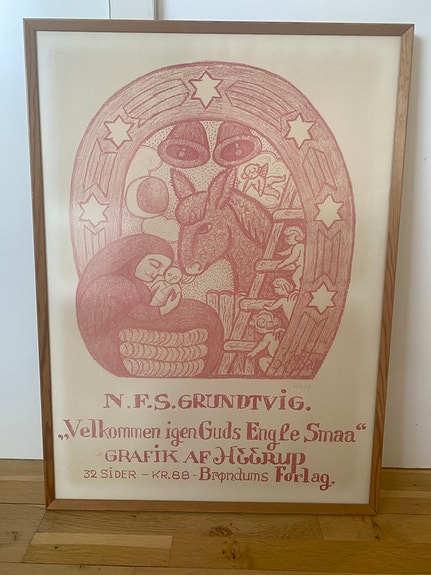 N.F.S. GRUNDTVIG.
„Velkommen igen Guds Engle Smaa“
GRAFIK AF HEERUP
32 SIDER – KR. 88 – Brøndums Forlag.